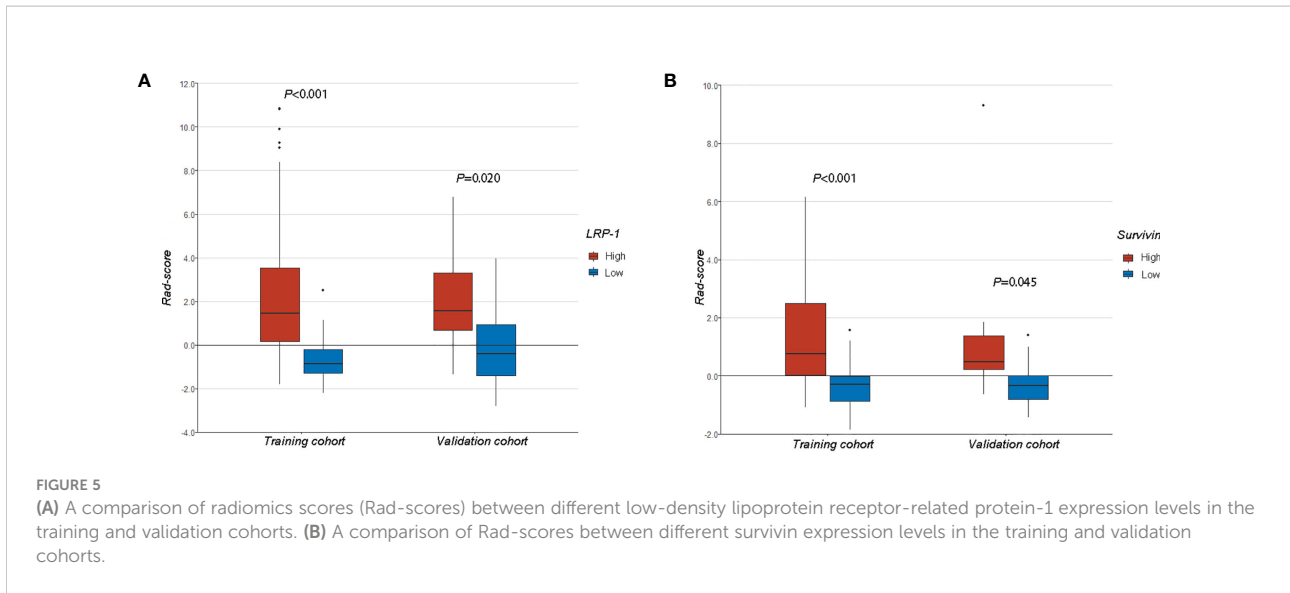 A
12.0
10.0
8.0
6.0
4.0
2.0
0.0
-2.0
-4.0
Rad-score
P<0.001
P=0.020
Training cohort
Validation cohort
LRP-1
High
Low
B
10.0
8.0
6.0
4.0
2.0
0.0
-2.0
Rad-score
P<0.001
P=0.045
Training cohort
Validation cohort
Survivin
High
Low
FIGURE 5
(A) A comparison of radiomics scores (Rad-scores) between different low-density lipoprotein receptor-related protein-1 expression levels in the
training and validation cohorts. (B) A comparison of Rad-scores between different survivin expression levels in the training and validation
cohorts.